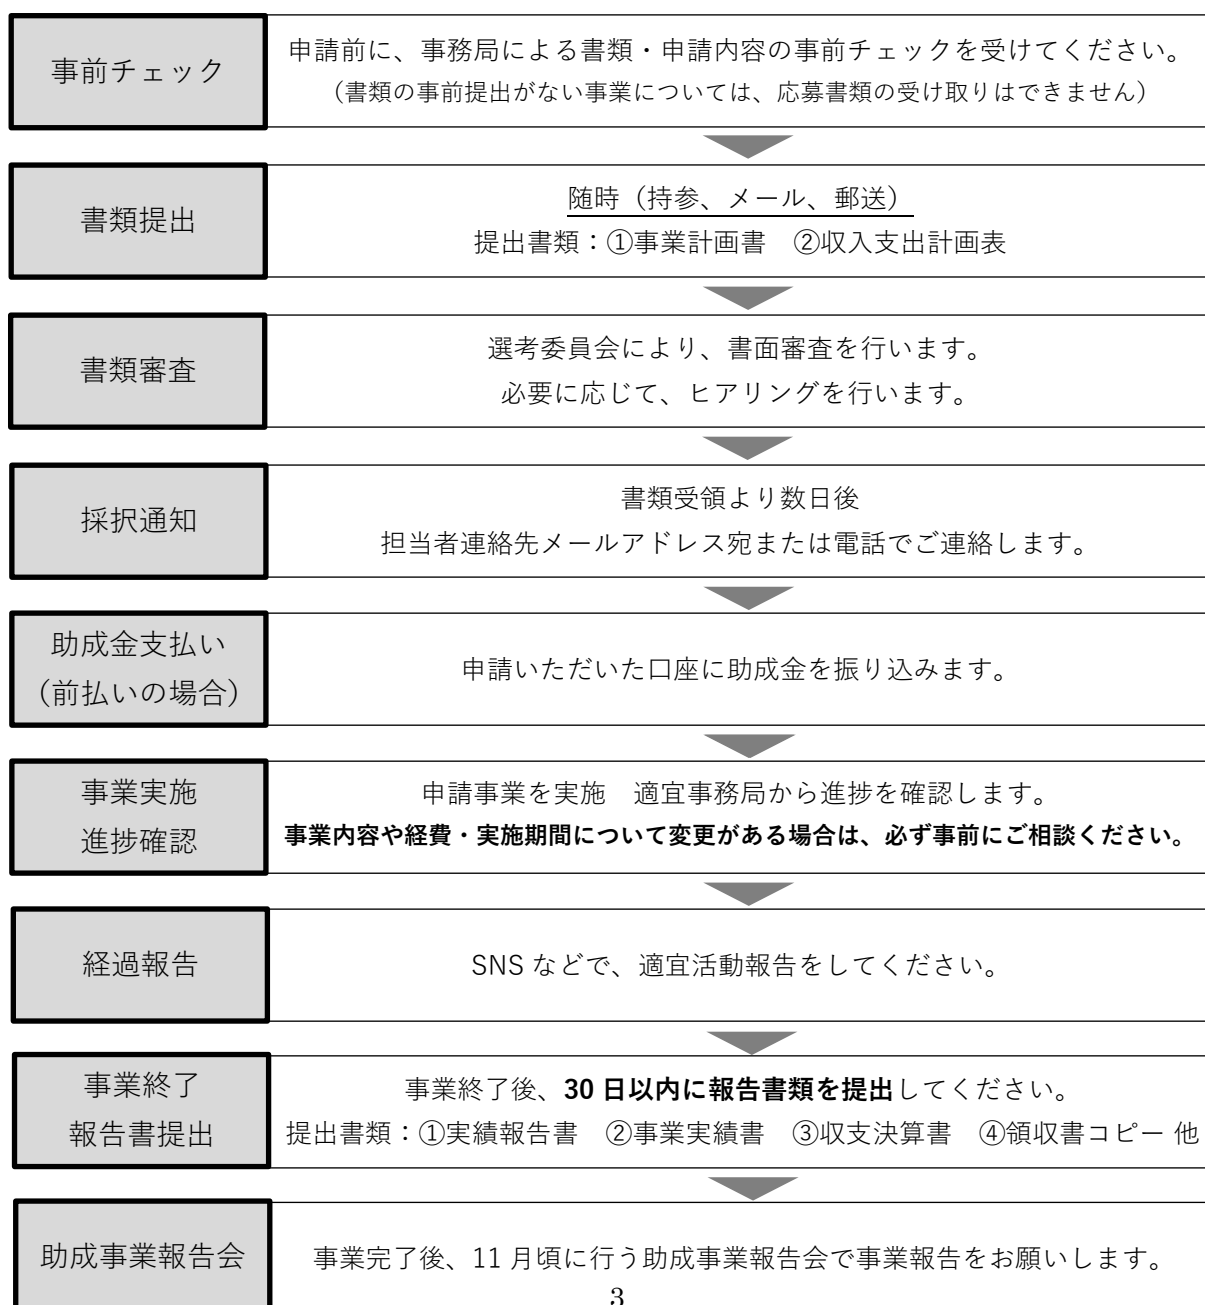 事前チェック
申請前に、事務局による書類・申請内容の事前チェックを受けてください。
（書類の事前提出がない事業については、応募書類の受け取りはできません）
書類提出
随時（持参、メール、郵送）
提出書類：①事業計画書　②収入支出計画表
書類審査
選考委員会により、書面審査を行います。
必要に応じて、ヒアリングを行います。
採択通知
書類受領より数日後
担当者連絡先メールアドレス宛または電話でご連絡します。
助成金支払い
（前払いの場合）
申請いただいた口座に助成金を振り込みます。
事業実施
進捗確認
申請事業を実施　適宜事務局から進捗を確認します。
事業内容や経費・実施期間について変更がある場合は、必ず事前にご相談ください。
経過報告
SNS などで、適宜活動報告をしてください。
事業終了
報告書提出
事業終了後、30 日以内に報告書類を提出してください。
提出書類：①実績報告書　②事業実績書　③収支決算書　④領収書コピー 他
助成事業報告会
事業完了後、11 月頃に行う助成事業報告会で事業報告をお願いします。
3